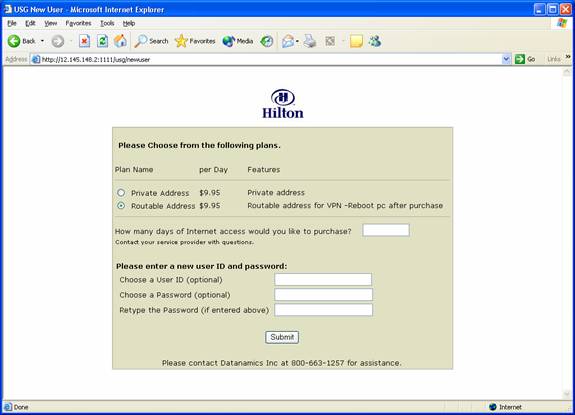 USG New User - Microsoft Internet Explorer
File Edit View Favorites Tools Help
Back Search Favorites Media
Address http://12.145.148.2:1111/usg/newuser Go Links »
Hilton
Please Choose from the following plans.
Plan Name per Day Features
Private Address $9.95 Private address
Routable Address $9.95 Routable address for VPN -Reboot pc after purchase
How many days of Internet access would you like to purchase?
Contact your service provider with questions.
Please enter a new user ID and password:
Choose a User ID (optional)
Choose a Password (optional)
Retype the Password (if entered above)
Submit
Please contact Datanamics Inc at 800-663-1257 for assistance.
Done Internet